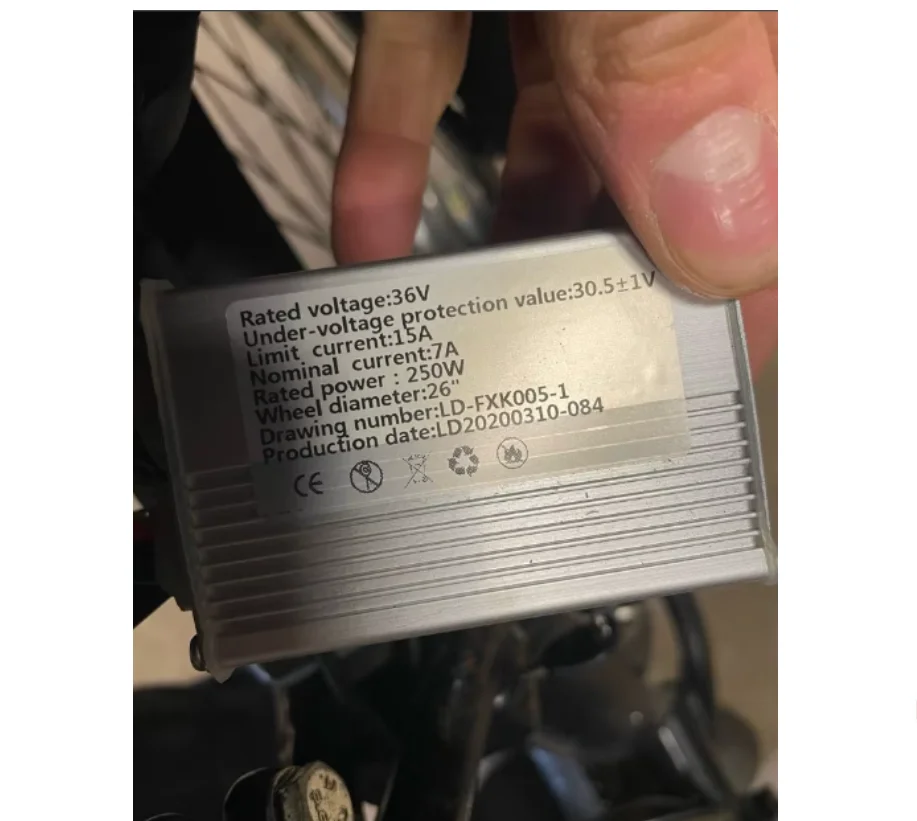 Rated voltage:36V
Under-voltage protection value:30.5±1V
Limit current:15A
Nominal current:7A
Rated power : 250W
Wheel diameter:26"
Drawing number:LD-FXK005-1
Production date:LD20200310-084
CE